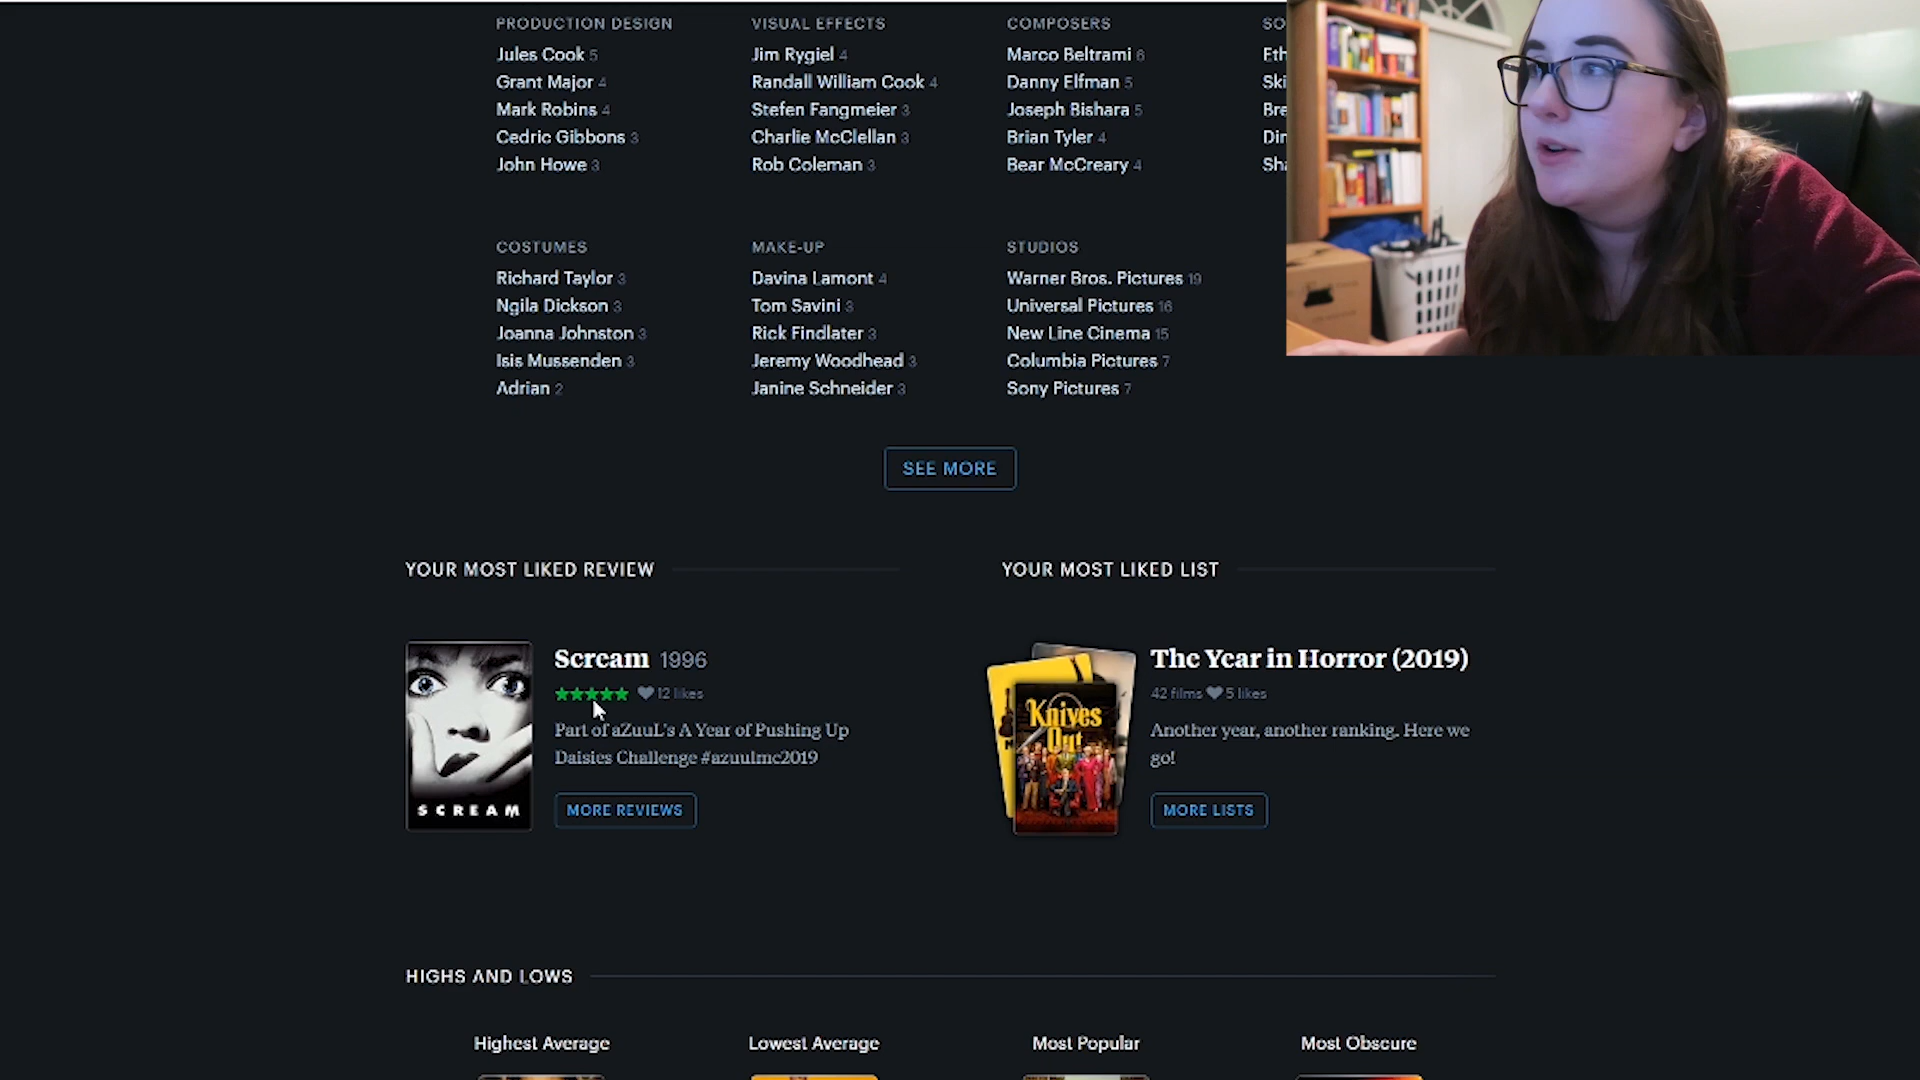 PRODUCTION DESIGN
Jules Cook 5
Grant Major 4
Mark Robins 4
Cedric Gibbons 3
John Howe 3
VISUAL EFFECTS
Jim Rygiel 4
Randall William Cook 4
Stefen Fangmeier 3
Charlie McClellan 3
Rob Coleman 3
COMPOSERS
Marco Beltrami 6
Danny Elfman 5
Joseph Bishara 5
Brian Tyler 4
Bear McCreary 4
SO
Eth
Ski
Bre
Din
Sha
COSTUMES
Richard Taylor 3
Ngila Dickson 3
Joanna Johnston 3
Isis Mussenden 3
Adrian 2
MAKE-UP
Davina Lamont 4
Tom Savini 3
Rick Findlater 3
Jeremy Woodhead 3
Janine Schneider 3
STUDIOS
Warner Bros. Pictures 19
Universal Pictures 16
New Line Cinema 15
Columbia Pictures 7
Sony Pictures 7
SEE MORE
YOUR MOST LIKED REVIEW
SCREAM
Scream 1996
12 likes
Part of aZuuL's A Year of Pushing Up
Daisies Challenge #azuulmc2019
MORE REVIEWS
YOUR MOST LIKED LIST
Knives
Out
The Year in Horror (2019)
42 films 5 likes
Another year, another ranking. Here we
go!
MORE LISTS
HIGHS AND LOWS
Highest Average
Lowest Average
Most Popular
Most Obscure